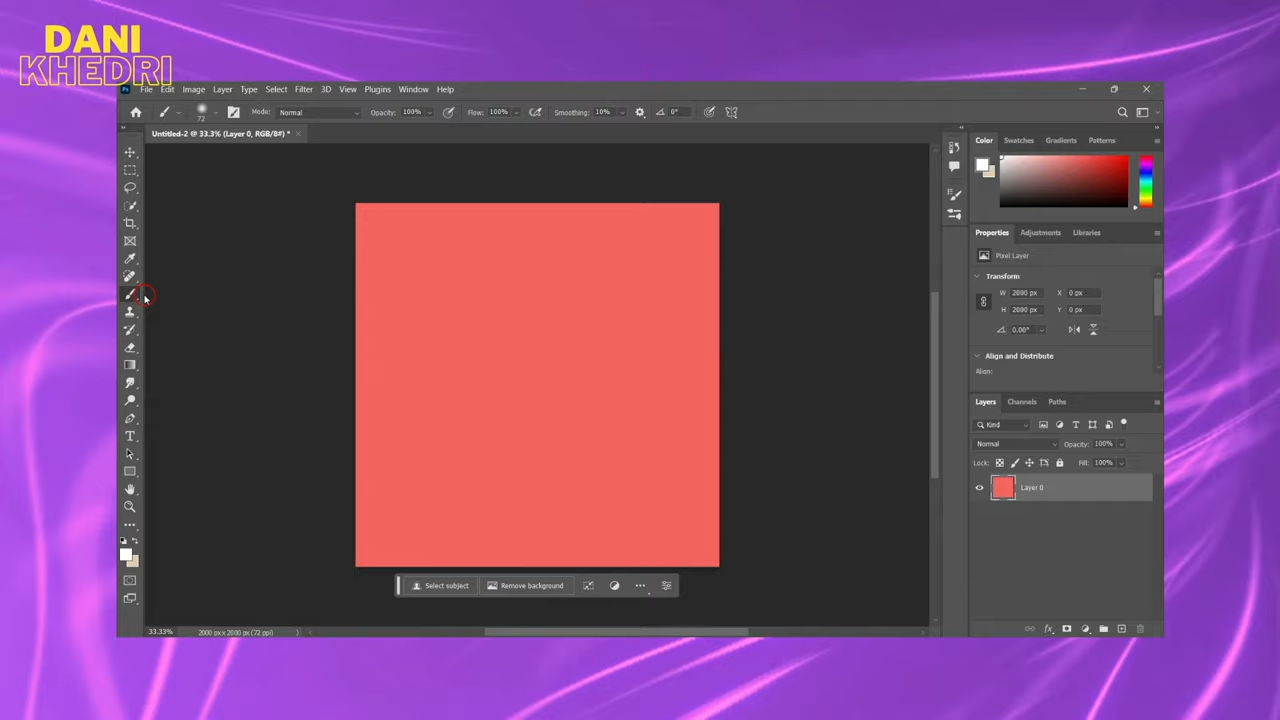 DANI
KHEDRI
Ps File Edit Image Layer Type Select Filter 3D View Plugins Window Help
72 Mode: Normal Opacity: 100% Flow: 100% Smoothing: 10% 0°
Untitled-2 @ 33.3% (Layer 0, RGB/8#) *
Color Swatches Gradients Patterns
Properties Adjustments Libraries
Pixel Layer
Transform
W 2000 px X 0 px
H 2000 px Y 0 px
0.00°
Align and Distribute
Align:
Layers Channels Paths
Kind
Normal Opacity: 100%
Lock: Fill: 100%
Layer 0
Select subject Remove background
33.33% 2000 px x 2000 px (72 ppi)
fx